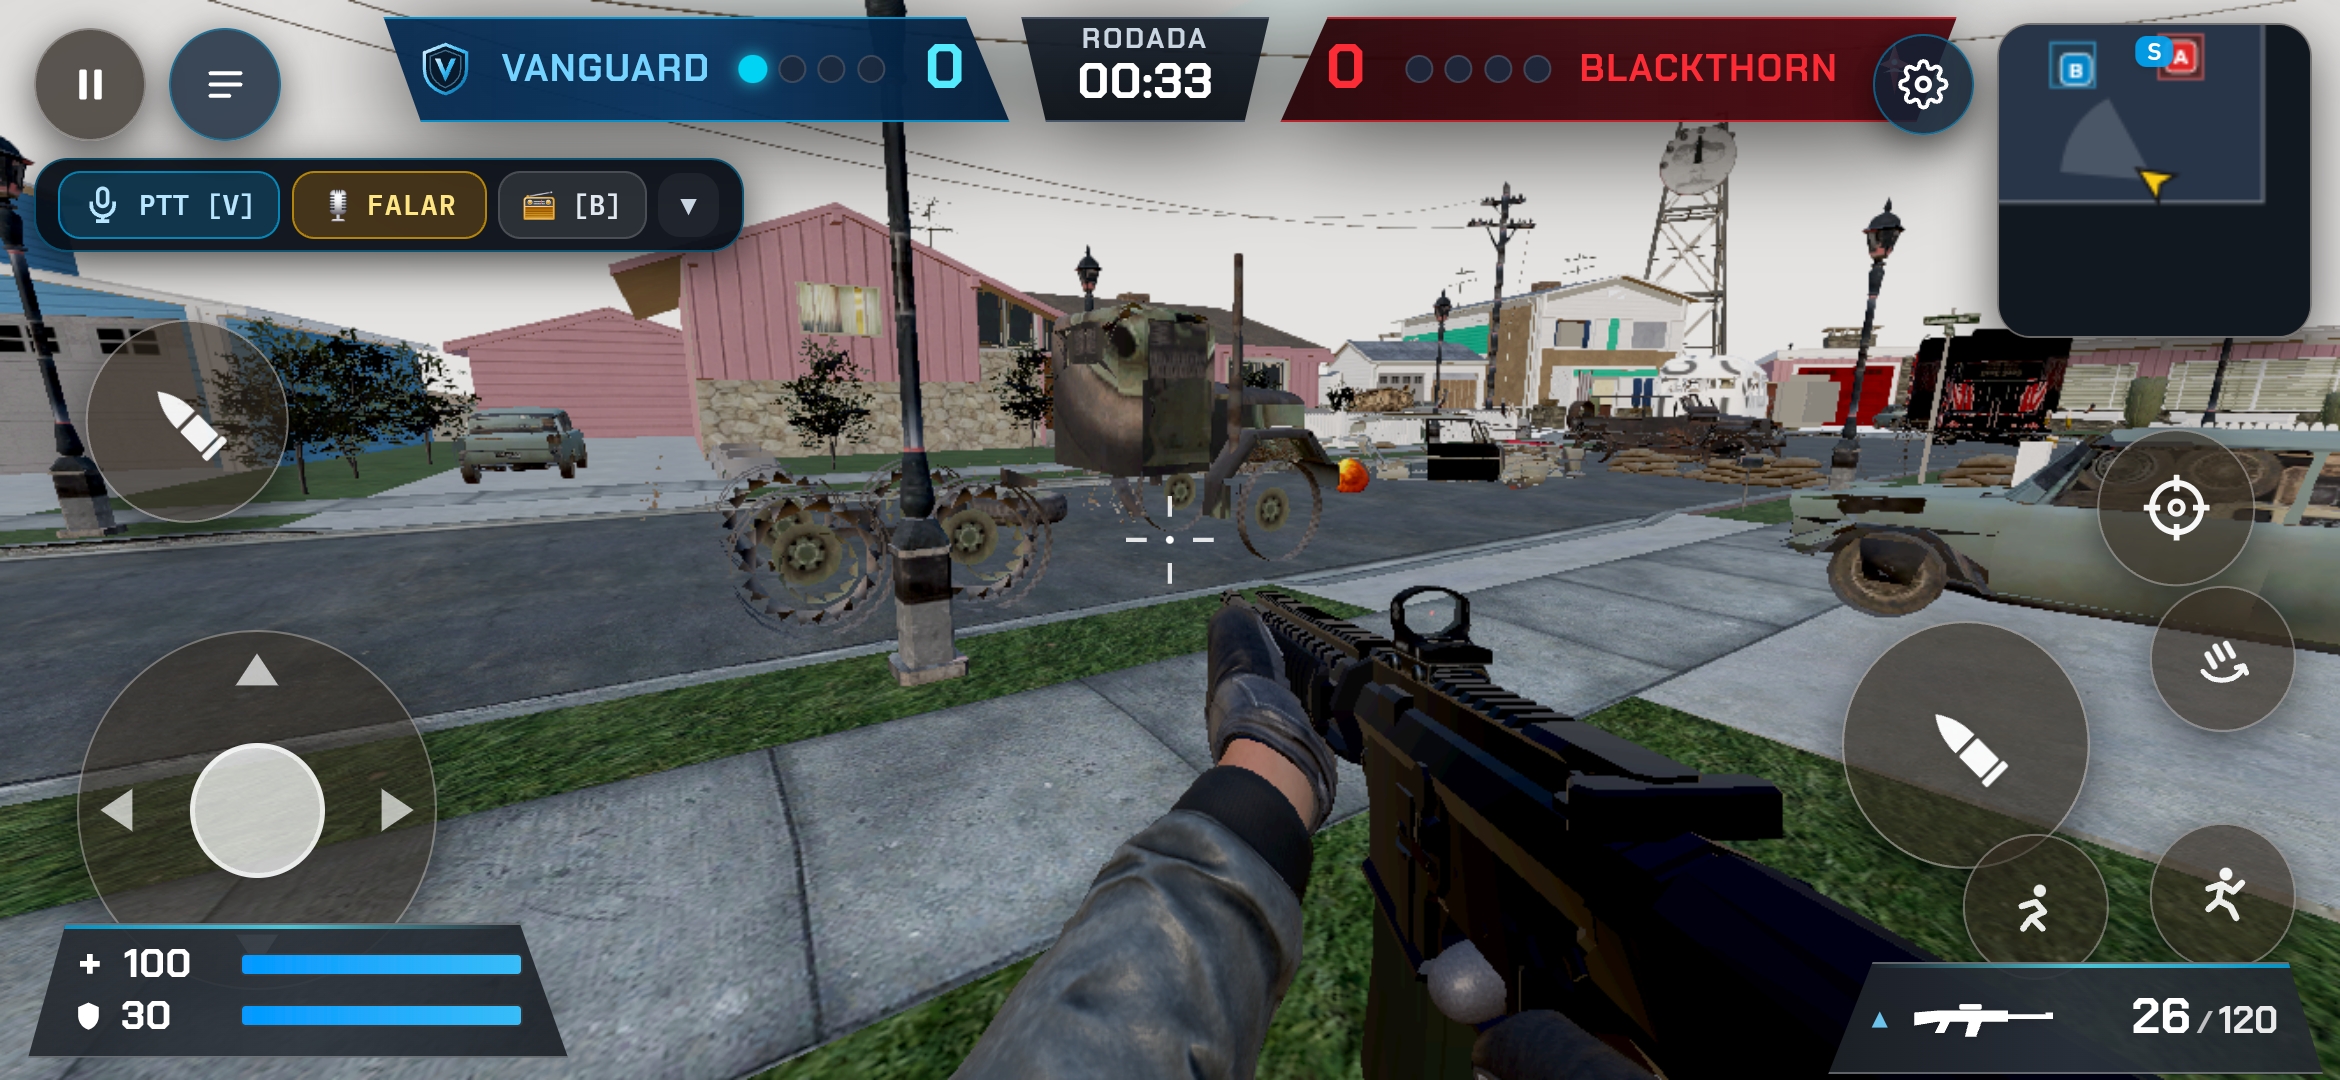 VANGUARD
0
RODADA
00:33
0
BLACKTHORN
B
S
A
PTT [V]
FALAR
[B]
100
30
26/120